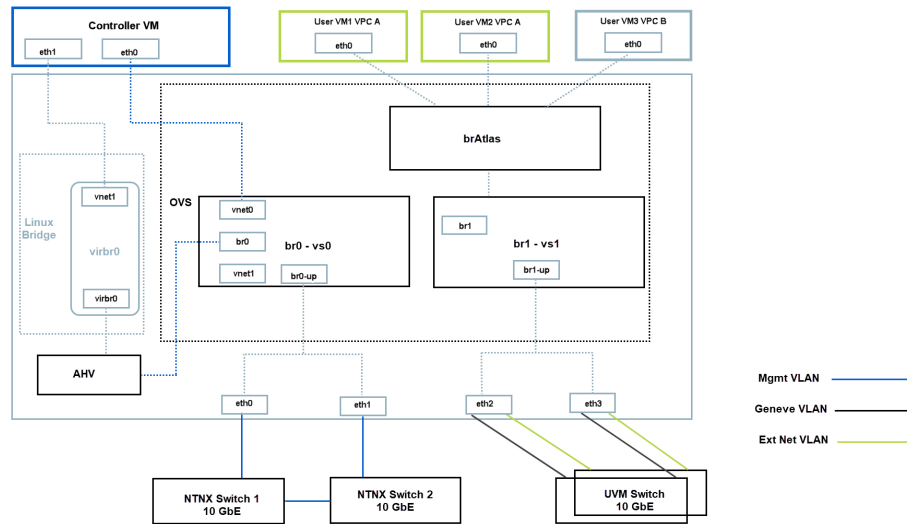 Controller VM
eth1
eth0
User VM1 VPC A
eth0
User VM2 VPC A
eth0
User VM3 VPC B
eth0
brAtlas
OVS
vnet0
br0
vnet1
br0 - vs0
br0-up
br1
br1 - vs1
br1-up
Linux
Bridge
vnet1
virbr0
virbr0
AHV
eth0
eth1
eth2
eth3
Mgmt VLAN
Geneve VLAN
Ext Net VLAN
NTNX Switch 1
10 GbE
NTNX Switch 2
10 GbE
UVM Switch
10 GbE